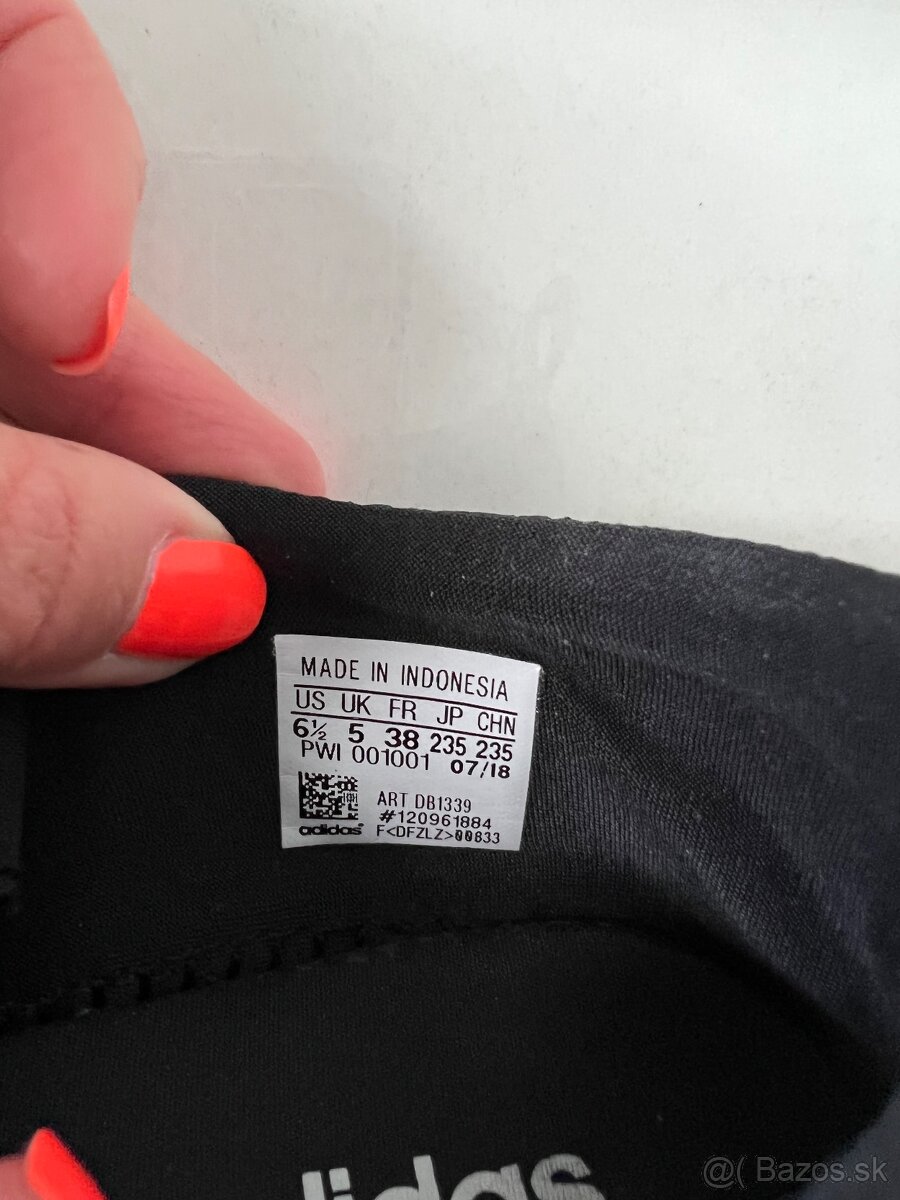 MADE IN INDONESIA
US UK FR JP CHN
6½ 5 38 235 235
PWI 001001 07/18
ART DB1339
#120961884
adidas F<DFZLZ>00833
adidas
@( Bazos.sk